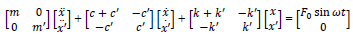 [m 0; 0 m′][ẍ; ẍ′] + [c + c′ −c′; −c′ c′][ẋ; ẋ′] + [k + k′ −k′; −k′ k′][x; x′] = [F₀ sin ωt; 0]